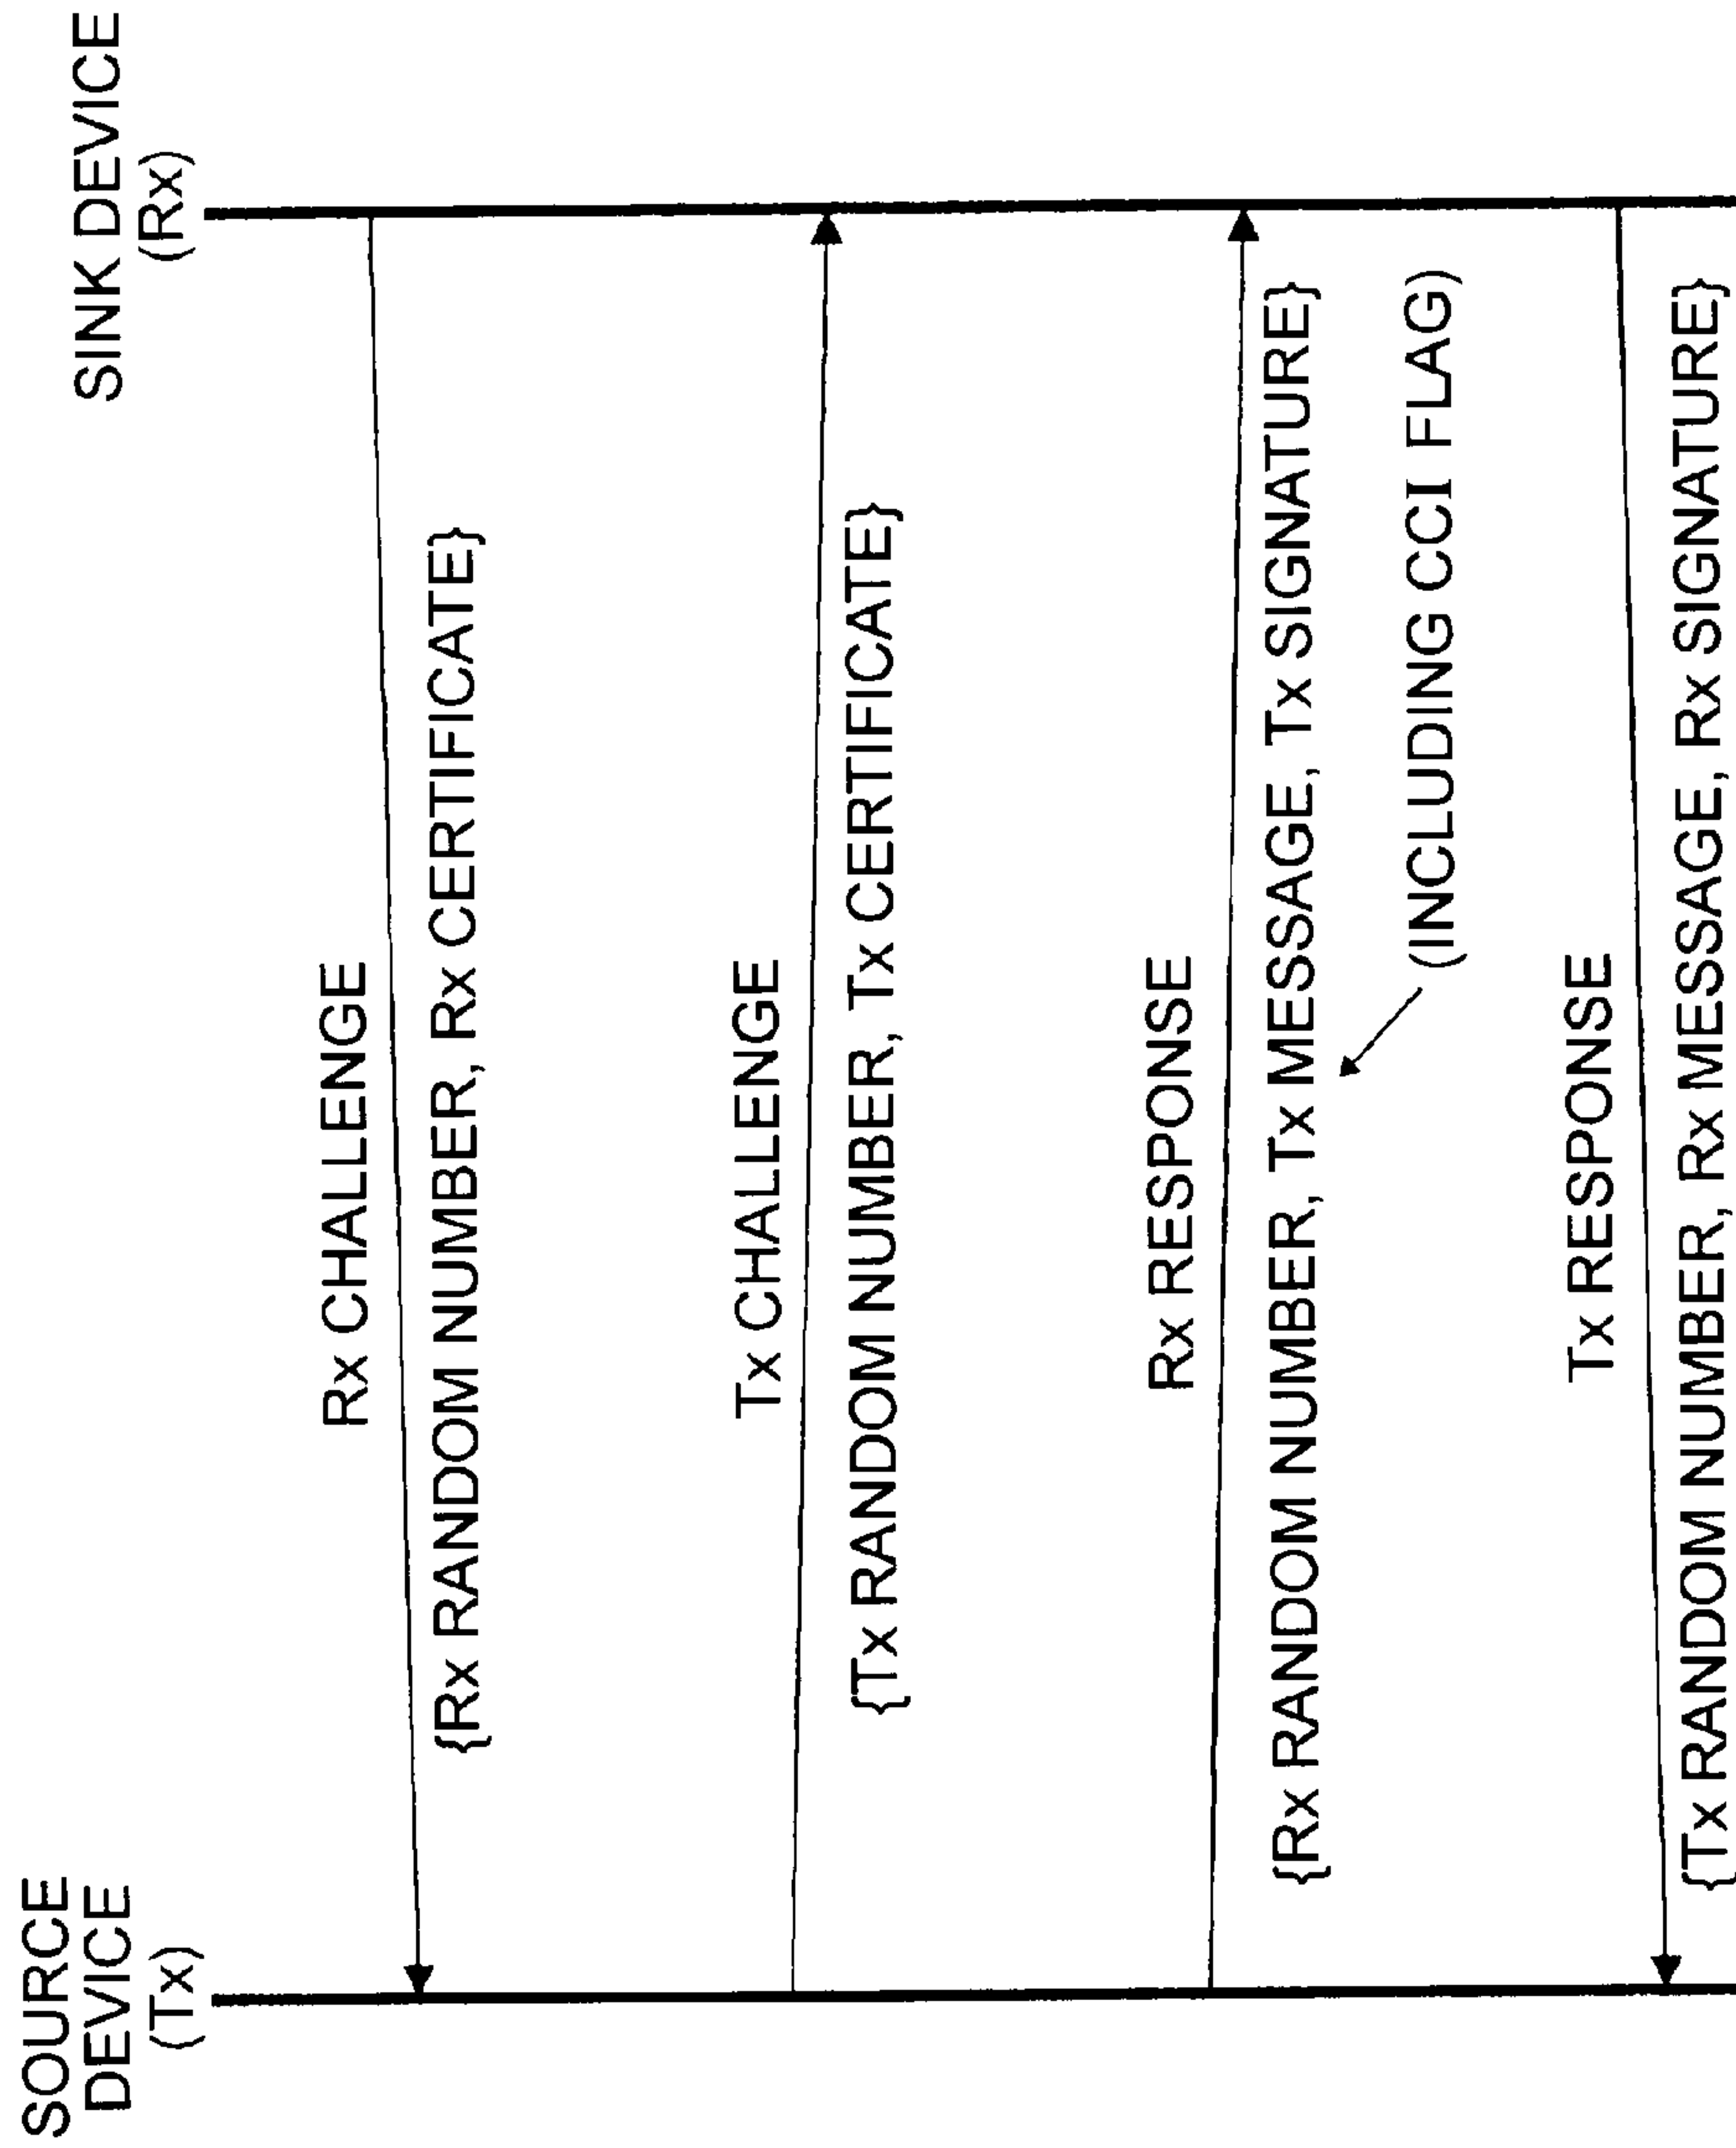 SOURCE
DEVICE
(Tx)
SINK DEVICE
(Rx)
Rx CHALLENGE
{Rx RANDOM NUMBER, Rx CERTIFICATE}
Tx CHALLENGE
{Tx RANDOM NUMBER, Tx CERTIFICATE}
Rx RESPONSE
{Rx RANDOM NUMBER, Tx MESSAGE, Tx SIGNATURE}
(INCLUDING CCI FLAG)
Tx RESPONSE
{Tx RANDOM NUMBER, Rx MESSAGE, Rx SIGNATURE}